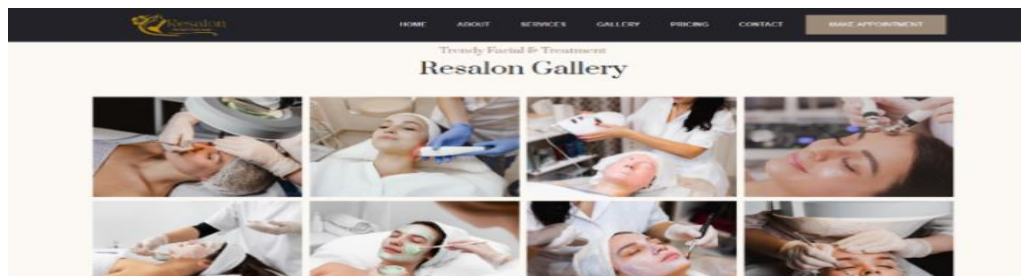 Resalon
HOME ABOUT SERVICES GALLERY PRICING CONTACT MAKE APPOINTMENT
Trendy Facial & Treatment
Resalon Gallery